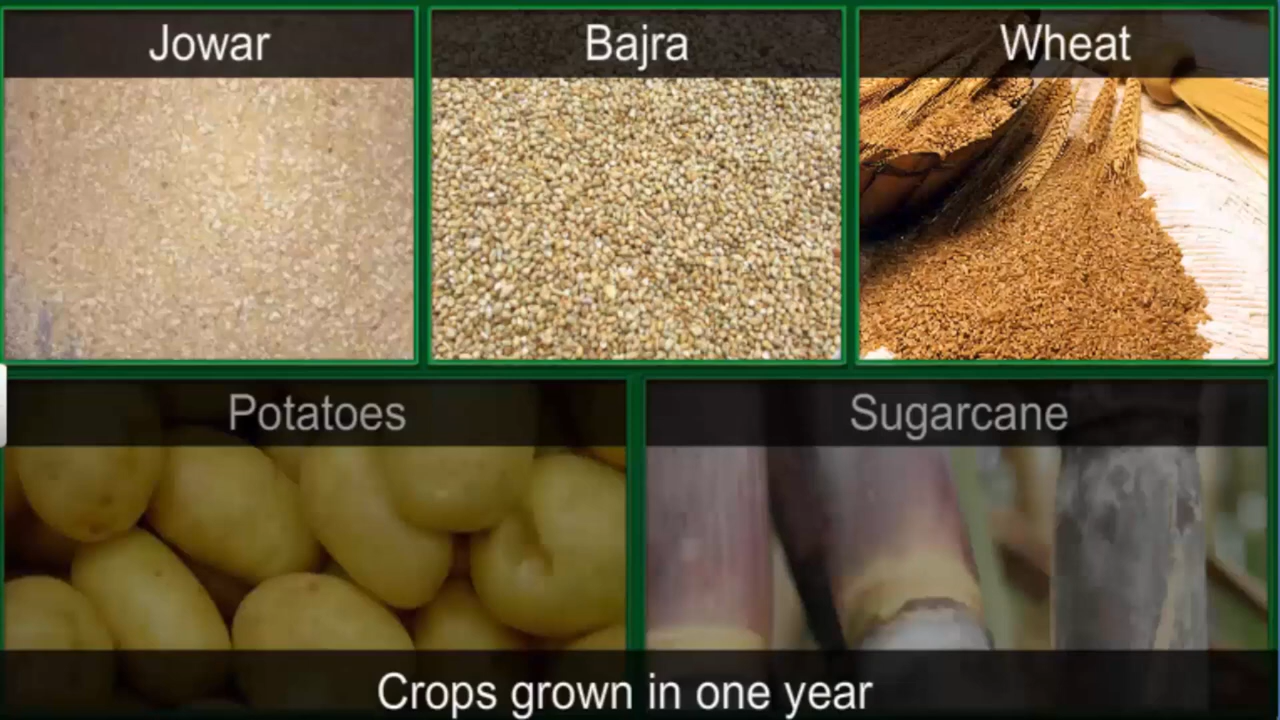 Jowar
Bajra
Wheat
Potatoes
Sugarcane
Crops grown in one year